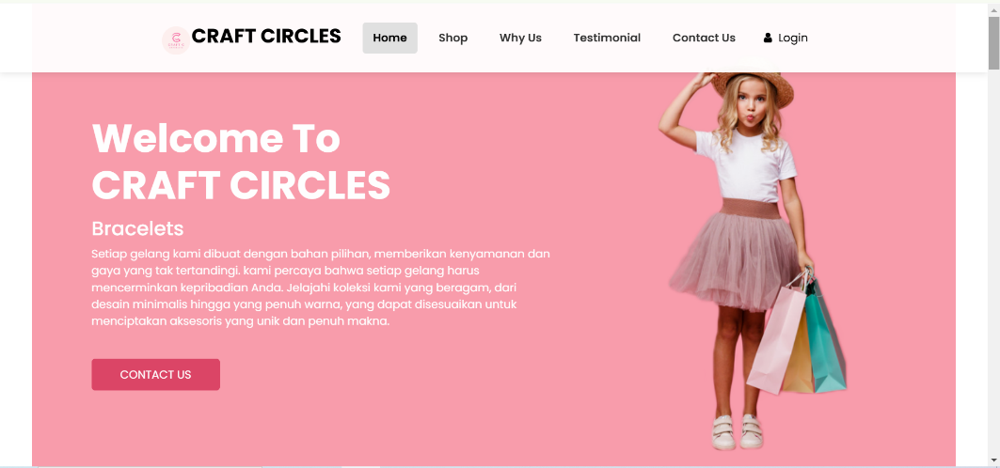 CRAFT CIRCLES
Home
Shop
Why Us
Testimonial
Contact Us
Login
Welcome To
CRAFT CIRCLES
Bracelets
Setiap gelang kami dibuat dengan bahan pilihan, memberikan kenyamanan dan
gaya yang tak tertandingi. kami percaya bahwa setiap gelang harus
mencerminkan kepribadian Anda. Jelajahi koleksi kami yang beragam, dari
desain minimalis hingga yang penuh warna, yang dapat disesuaikan untuk
menciptakan aksesoris yang unik dan penuh makna.
CONTACT US